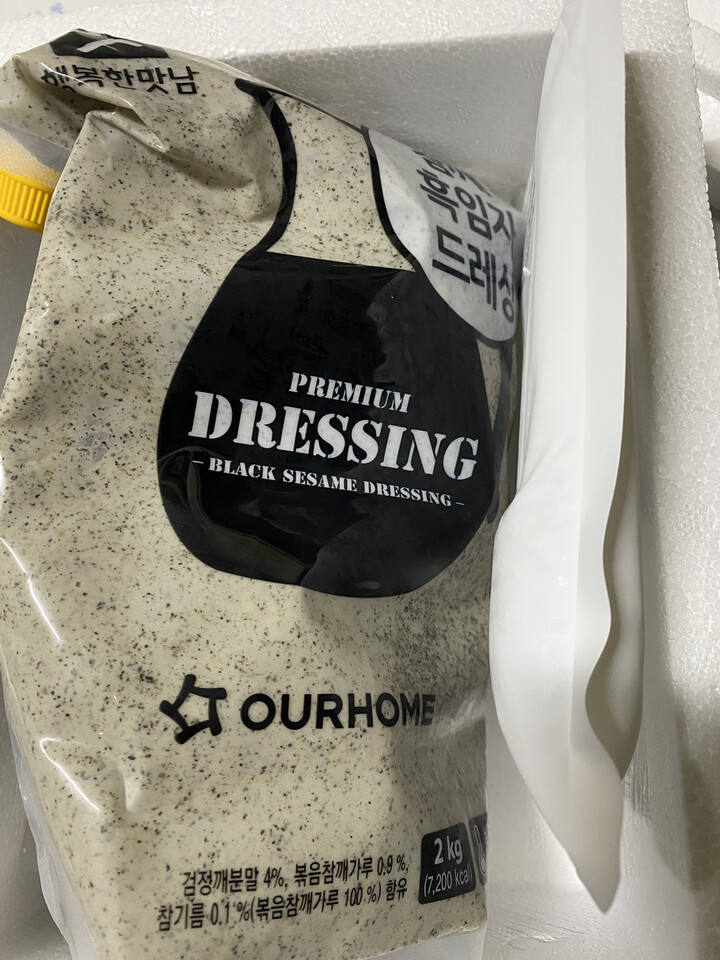 행복한맛남
흑임자
드레싱
PREMIUM
DRESSING
– BLACK SESAME DRESSING –
OURHOME
2 kg
(7,200 kcal)
검정깨분말 4%, 볶음참깨가루 0.9 %,
참기름 0.1 %(볶음참깨가루 100 %) 함유